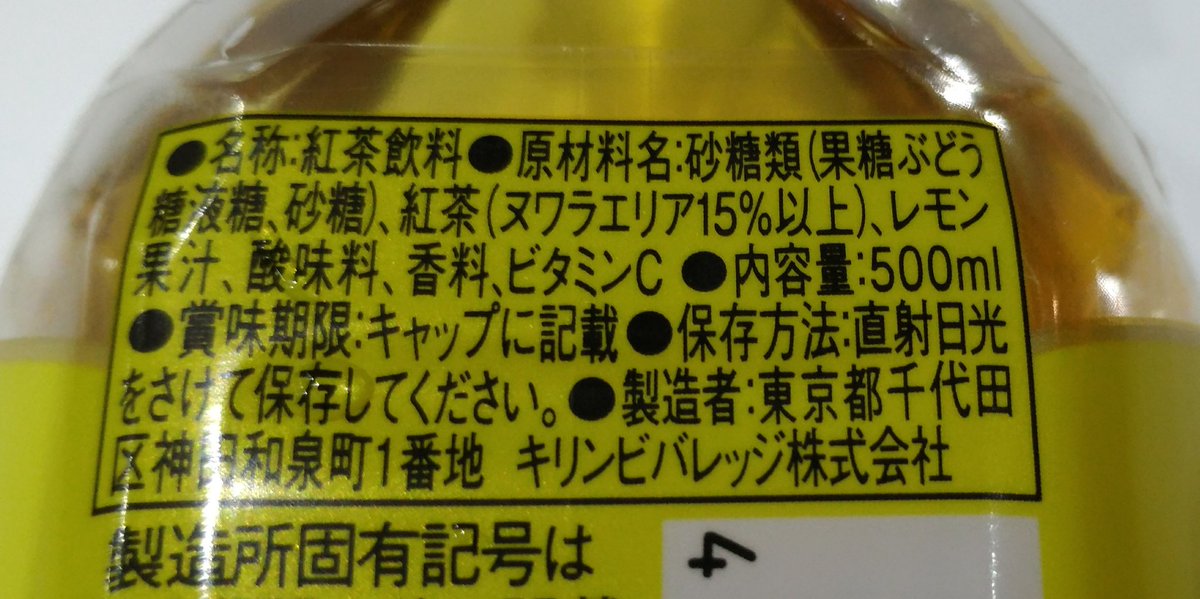 ●名称:紅茶飲料●原材料名:砂糖類(果糖ぶどう
糖液糖、砂糖)、紅茶(ヌワラエリア15%以上)、レモン
果汁、酸味料、香料、ビタミンC ●内容量:500ml
●賞味期限:キャップに記載●保存方法:直射日光
をさけて保存してください。●製造者:東京都千代田
区神田和泉町1番地 キリンビバレッジ株式会社
製造所固有記号は
4